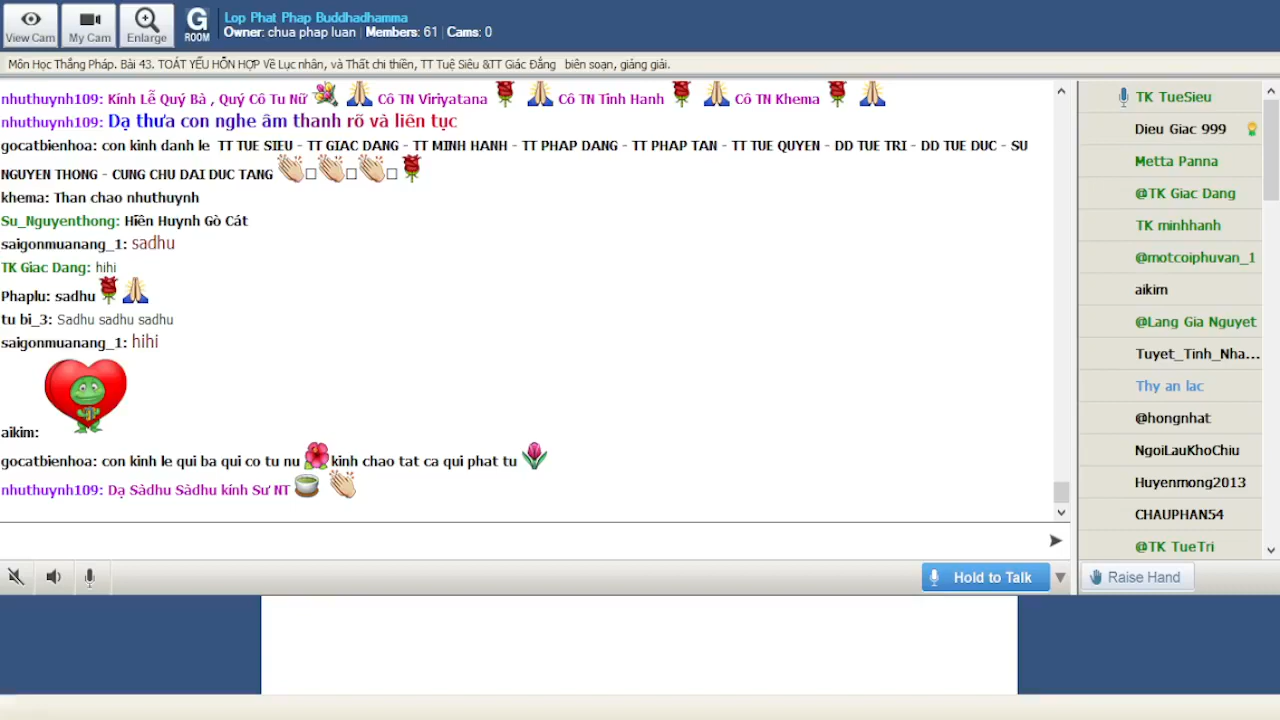 View Cam
My Cam
Enlarge
G
ROOM
Lop Phat Phap Buddhadhamma
Owner: chua phap luan | Members: 61 | Cams: 0
Môn Học Thắng Pháp. Bài 43. TOÁT YẾU HỖN HỢP Về Lục nhân, và Thất chi thiền, TT Tuệ Siêu &TT Giác Đẳng   biên soạn, giảng giải.
nhuthuynh109: Kính Lễ Quý Bà , Quý Cô Tu Nữ Cô TN Viriyatana Cô TN Tịnh Hạnh Cô TN Khema
nhuthuynh109: Dạ thưa con nghe âm thanh rõ và liên tục
gocatbienhoa: con kinh danh le  TT TUE SIEU - TT GIAC DANG - TT MINH HANH - TT PHAP DANG - TT PHAP TAN - TT TUE QUYEN - DD TUE TRI - DD TUE DUC - SU
NGUYEN THONG - CUNG CHU DAI DUC TANG
khema: Than chao nhuthuynh
Su_Nguyenthong: Hiền Huynh Gò Cát
saigonmuanang_1: sadhu
TK Giac Dang: hihi
Phaplu: sadhu
tu bi_3: Sadhu sadhu sadhu
saigonmuanang_1: hihi
aikim:
gocatbienhoa: con kinh le qui ba qui co tu nu kinh chao tat ca qui phat tu
nhuthuynh109: Dạ Sàdhu Sàdhu kính Sư NT
Hold to Talk
TK TueSieu
Dieu Giac 999
Metta Panna
@TK Giac Dang
TK minhhanh
@motcoiphuvan_1
aikim
@Lang Gia Nguyet
Tuyet_Tinh_Nha...
Thy an lac
@hongnhat
NgoiLauKhoChiu
Huyenmong2013
CHAUPHAN54
@TK TueTri
Raise Hand